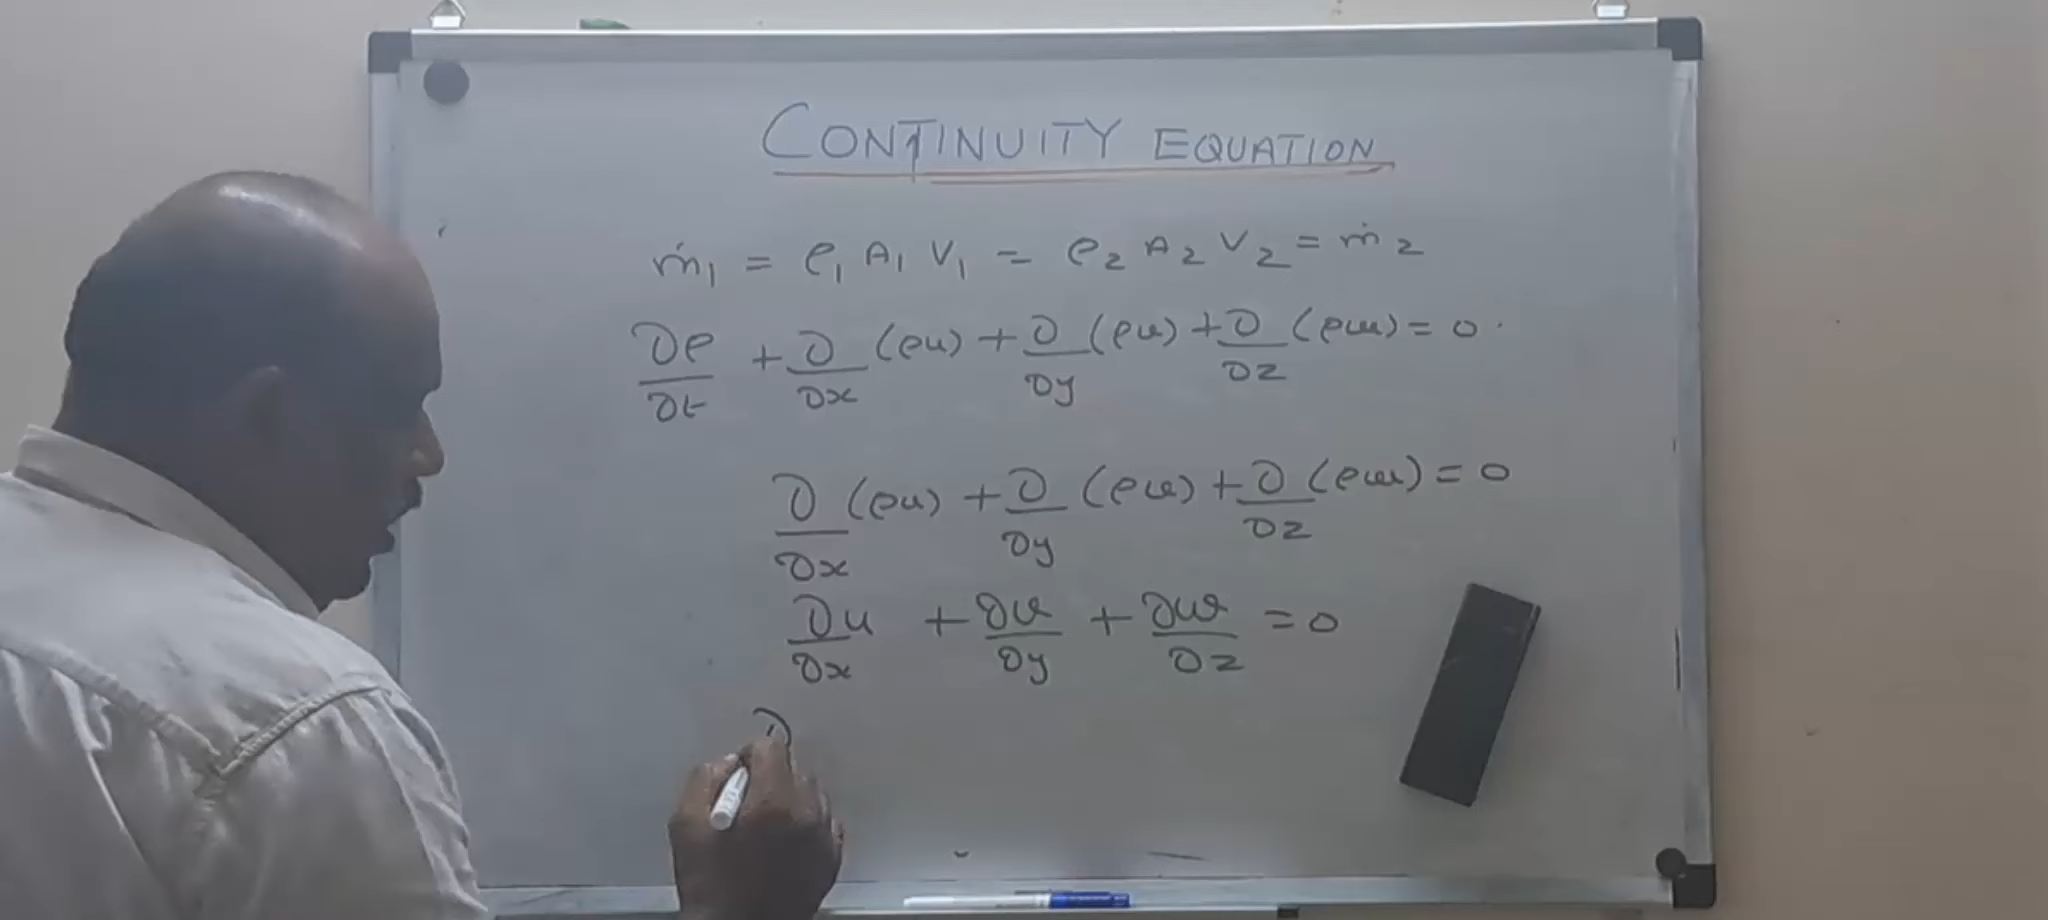 CONTINUITY EQUATION
ṁ₁ = ρ₁ A₁ V₁ = ρ₂ A₂ V₂ = ṁ₂
∂ρ/∂t + ∂/∂x (ρu) + ∂/∂y (ρv) + ∂/∂z (ρw) = 0
∂/∂x (ρu) + ∂/∂y (ρv) + ∂/∂z (ρw) = 0
∂u/∂x + ∂v/∂y + ∂w/∂z = 0
∂